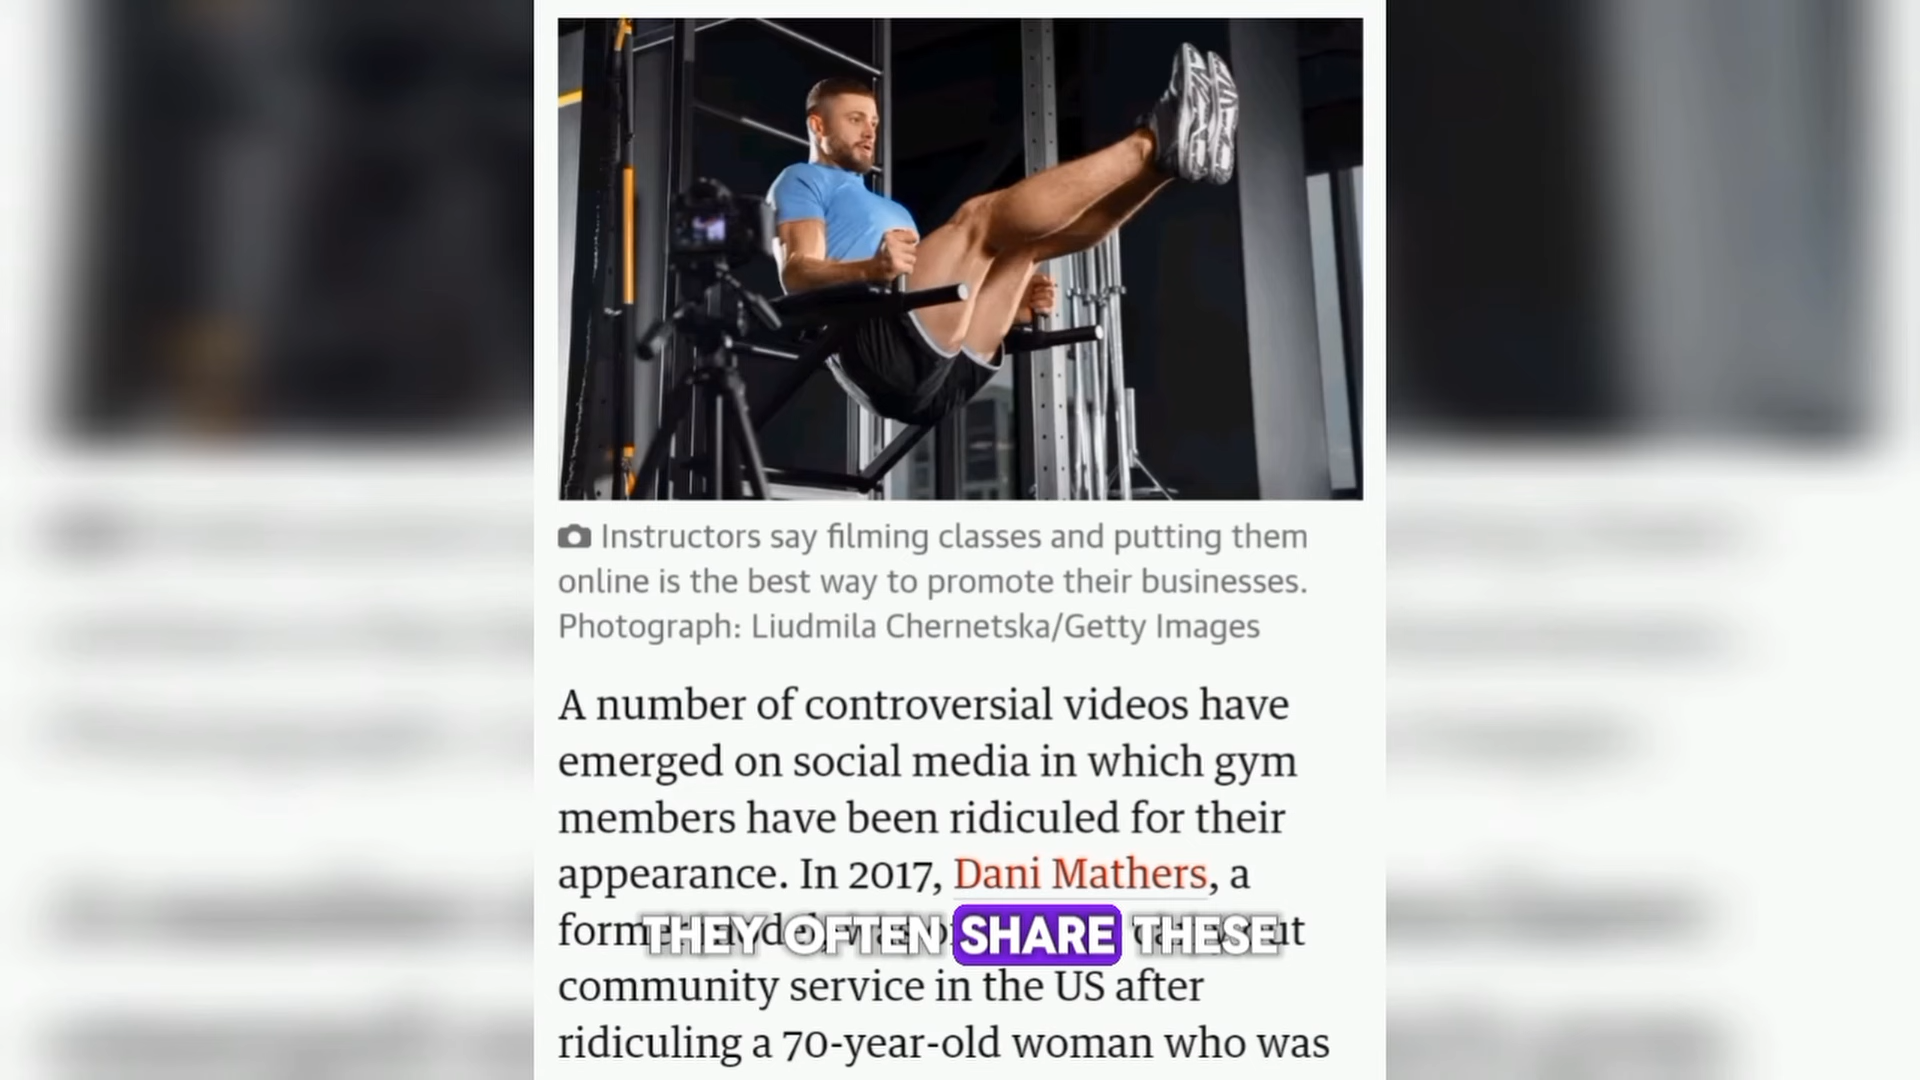 Instructors say filming classes and putting them
online is the best way to promote their businesses.
Photograph: Liudmila Chernetska/Getty Images
A number of controversial videos have
emerged on social media in which gym
members have been ridiculed for their
appearance. In 2017, Dani Mathers, a
THEY OFTEN SHARE THESE
community service in the US after
ridiculing a 70-year-old woman who was